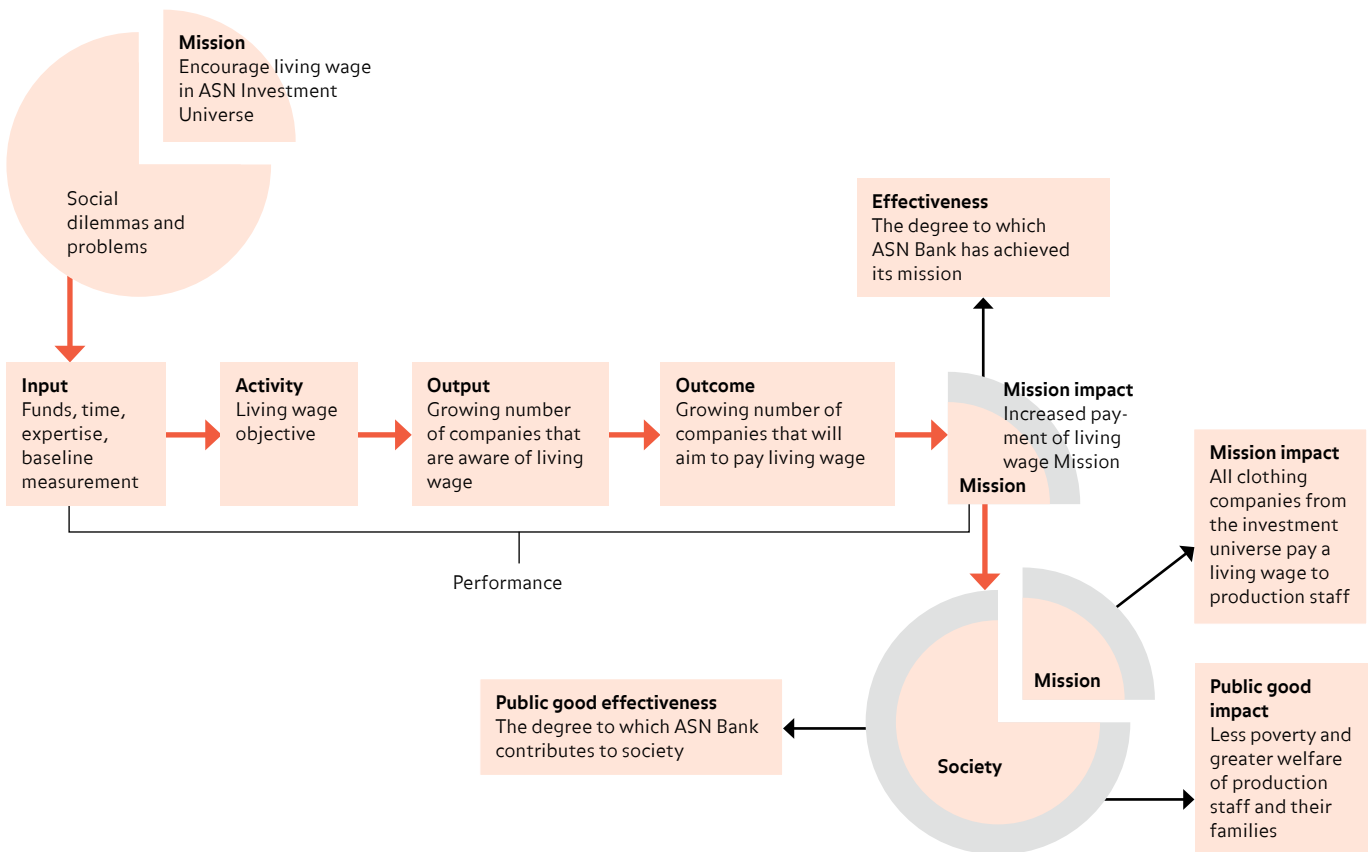 Mission
Encourage living wage
in ASN Investment
Universe
Social
dilemmas and
problems
Effectiveness
The degree to which
ASN Bank has achieved
its mission
Input
Funds, time,
expertise,
baseline
measurement
Activity
Living wage
objective
Output
Growing number
of companies that
are aware of living
wage
Outcome
Growing number of
companies that will
aim to pay living wage
Mission impact
Increased pay-
ment of living
wage Mission
Mission
Performance
Mission impact
All clothing
companies from
the investment
universe pay a
living wage to
production staff
Mission
Society
Public good effectiveness
The degree to which ASN Bank
contributes to society
Public good
impact
Less poverty and
greater welfare
of production
staff and their
families